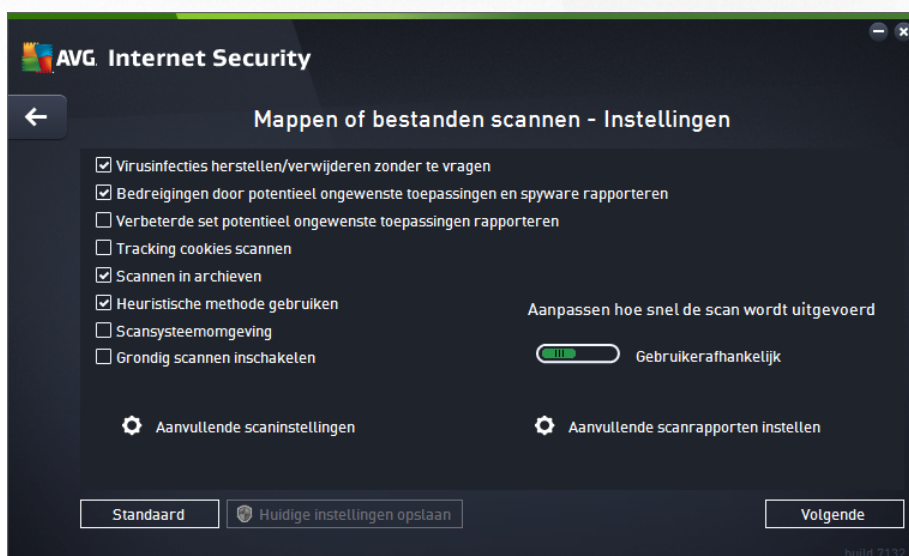 AVG. Internet Security
Mappen of bestanden scannen - Instellingen
Virusinfecties herstellen/verwijderen zonder te vragen
Bedreigingen door potentieel ongewenste toepassingen en spyware rapporteren
Verbeterde set potentieel ongewenste toepassingen rapporteren
Tracking cookies scannen
Scannen in archieven
Heuristische methode gebruiken
Scansysteemomgeving
Grondig scannen inschakelen
Aanpassen hoe snel de scan wordt uitgevoerd
Gebruikerafhankelijk
Aanvullende scaninstellingen
Aanvullende scanrapporten instellen
Standaard
Huidige instellingen opslaan
Volgende
build 7132